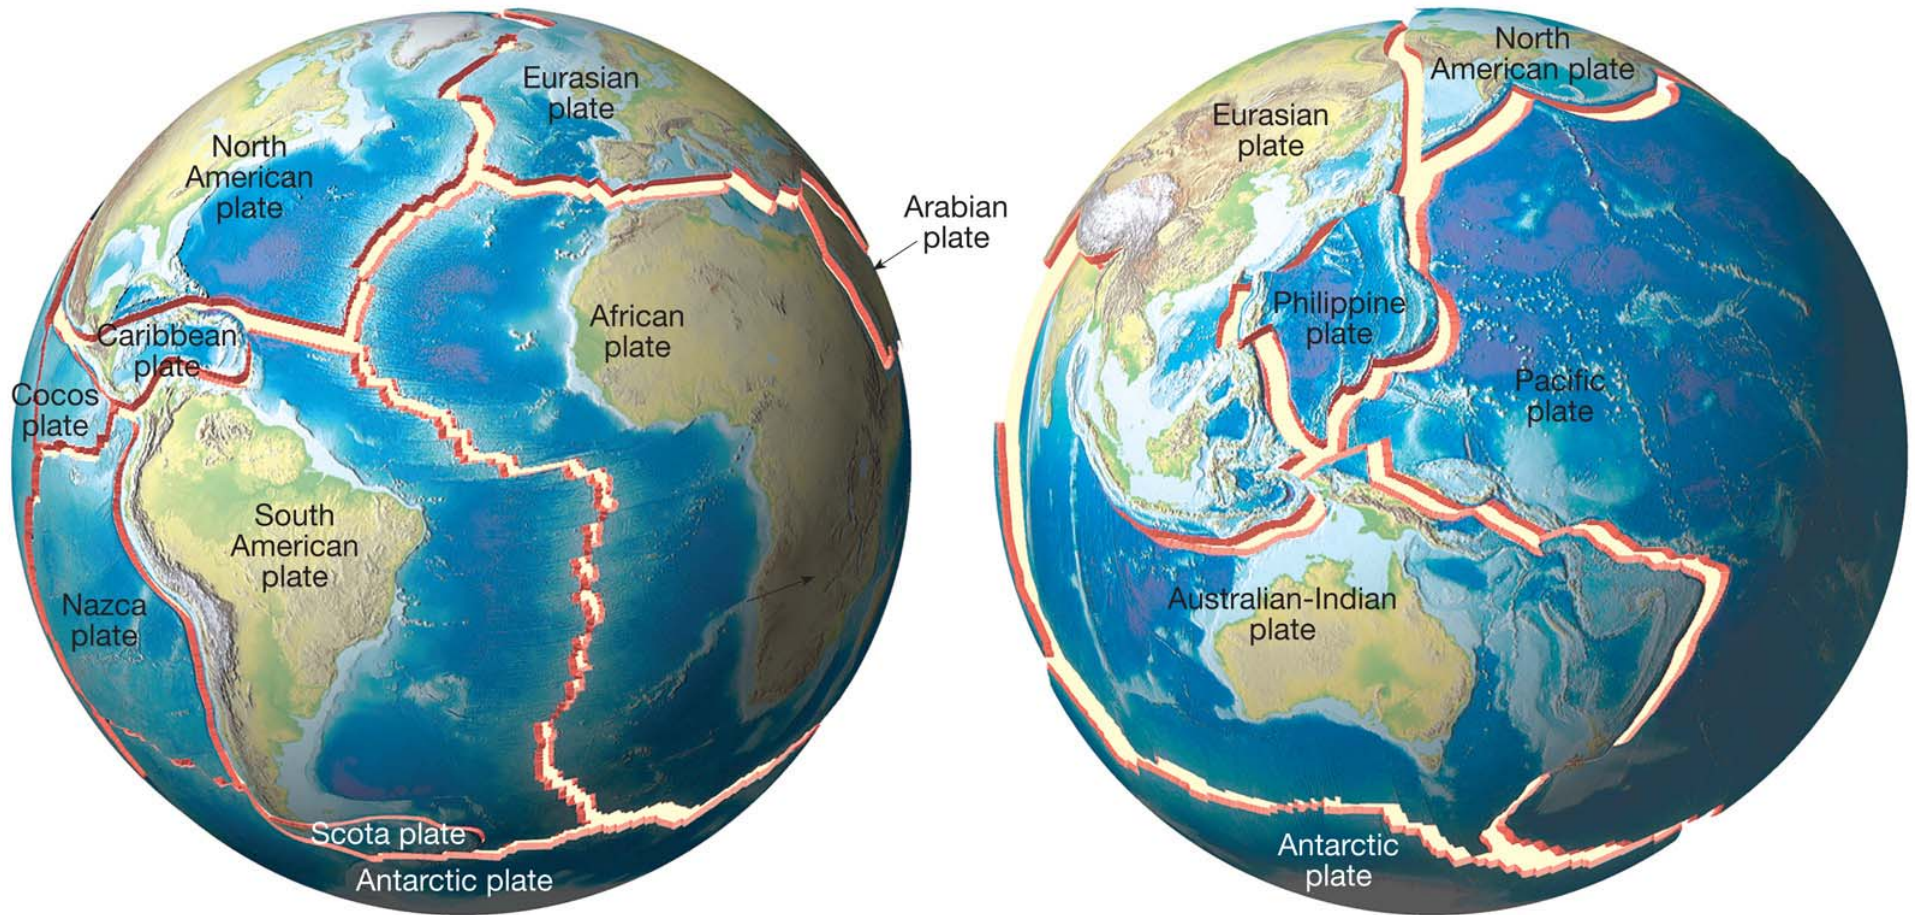 Eurasian
plate
North
American
plate
Arabian
plate
African
plate
Caribbean
plate
Cocos
plate
South
American
plate
Nazca
plate
Scota plate
Antarctic plate
North
American plate
Eurasian
plate
Philippine
plate
Pacific
plate
Australian-Indian
plate
Antarctic
plate